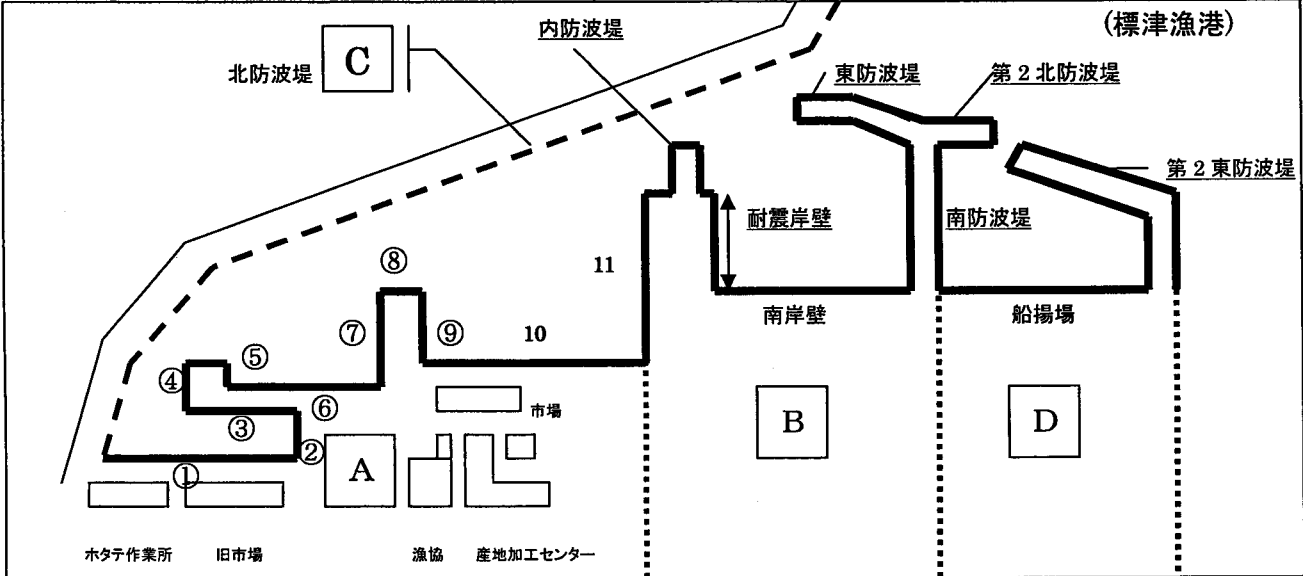 (標津漁港)
内防波堤
北防波堤
C
東防波堤
第2北防波堤
第2東防波堤
耐震岸壁
南防波堤
⑧
11
⑦
⑨
10
南岸壁
船揚場
⑤
④
⑥
③
②
①
市場
A
B
D
ホタテ作業所
旧市場
漁協
産地加工センター